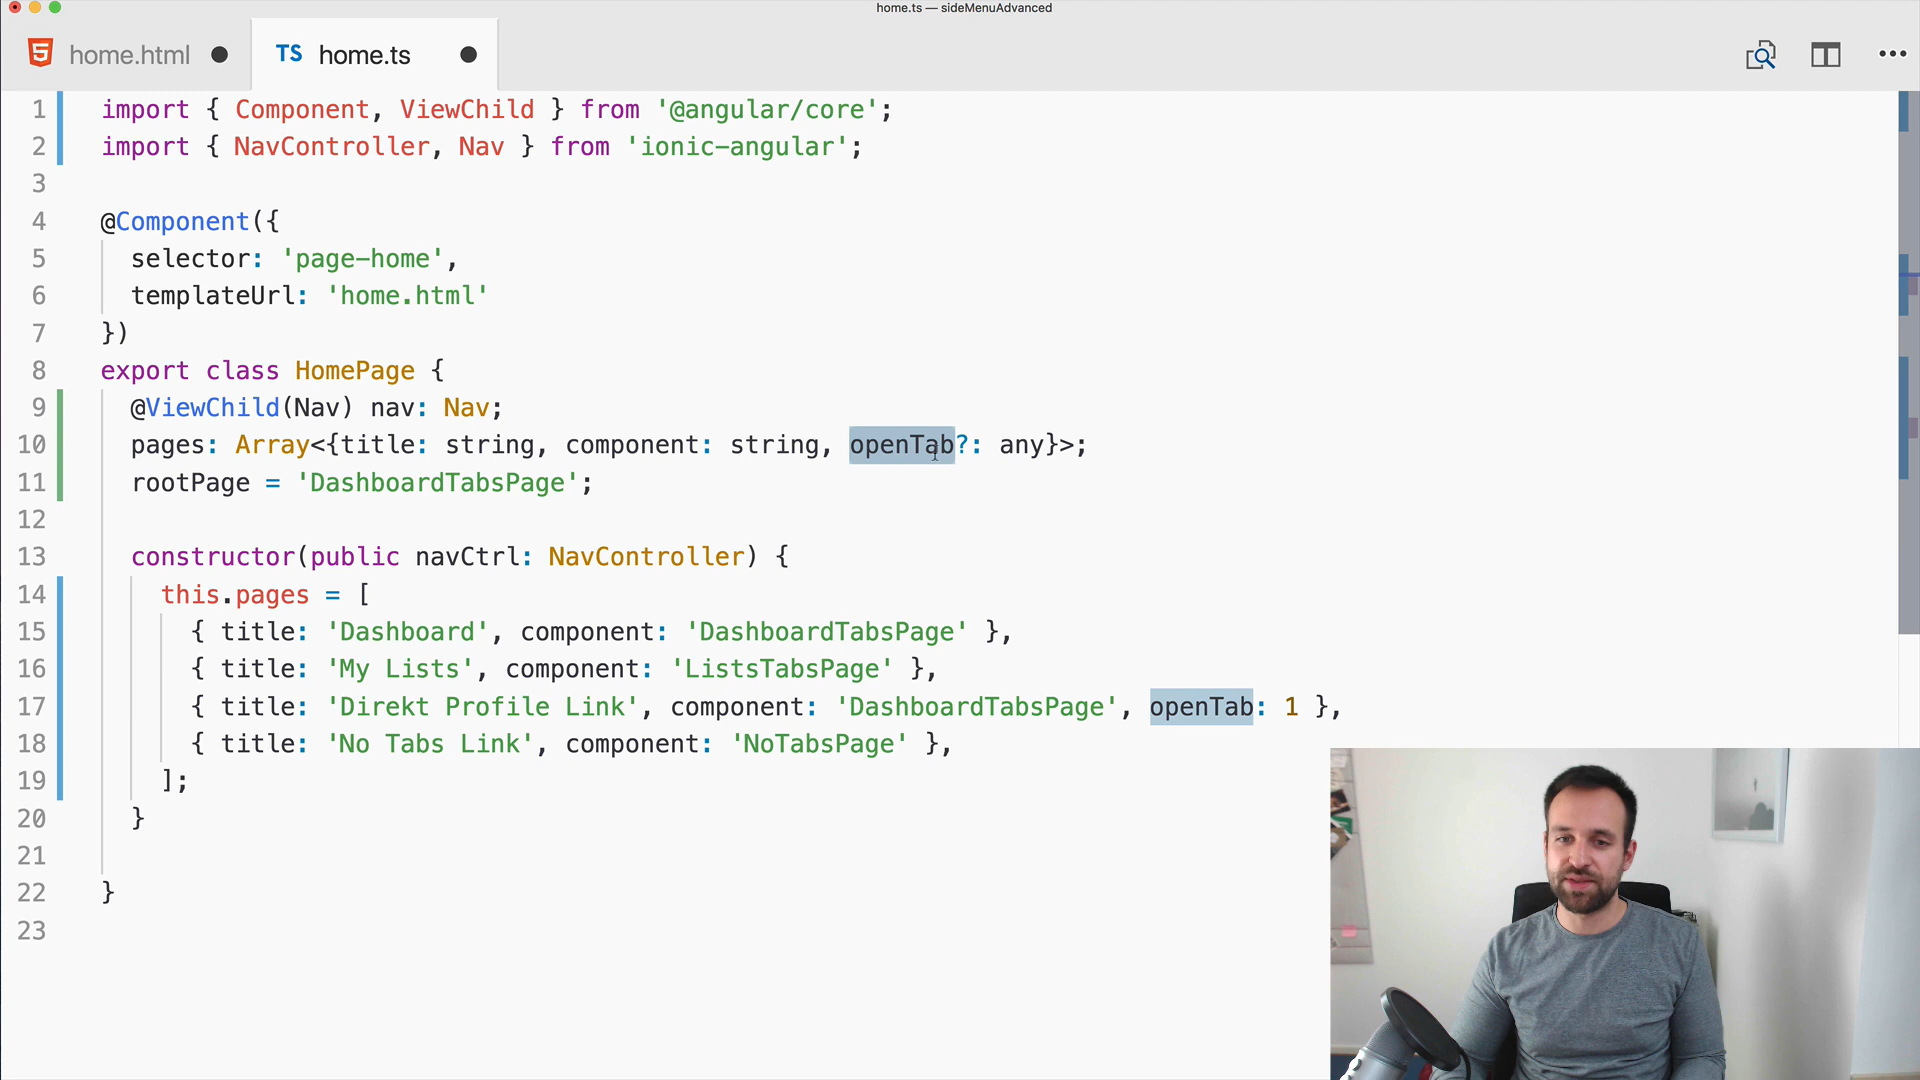 home.ts — sideMenuAdvanced
home.html
TS home.ts
1 import { Component, ViewChild } from '@angular/core';
2 import { NavController, Nav } from 'ionic-angular';
3
4 @Component({
5 selector: 'page-home',
6 templateUrl: 'home.html'
7 })
8 export class HomePage {
9 @ViewChild(Nav) nav: Nav;
10 pages: Array<{title: string, component: string, openTab?: any}>;
11 rootPage = 'DashboardTabsPage';
12
13 constructor(public navCtrl: NavController) {
14 this.pages = [
15 { title: 'Dashboard', component: 'DashboardTabsPage' },
16 { title: 'My Lists', component: 'ListsTabsPage' },
17 { title: 'Direkt Profile Link', component: 'DashboardTabsPage', openTab: 1 },
18 { title: 'No Tabs Link', component: 'NoTabsPage' },
19 ];
20 }
21
22 }
23